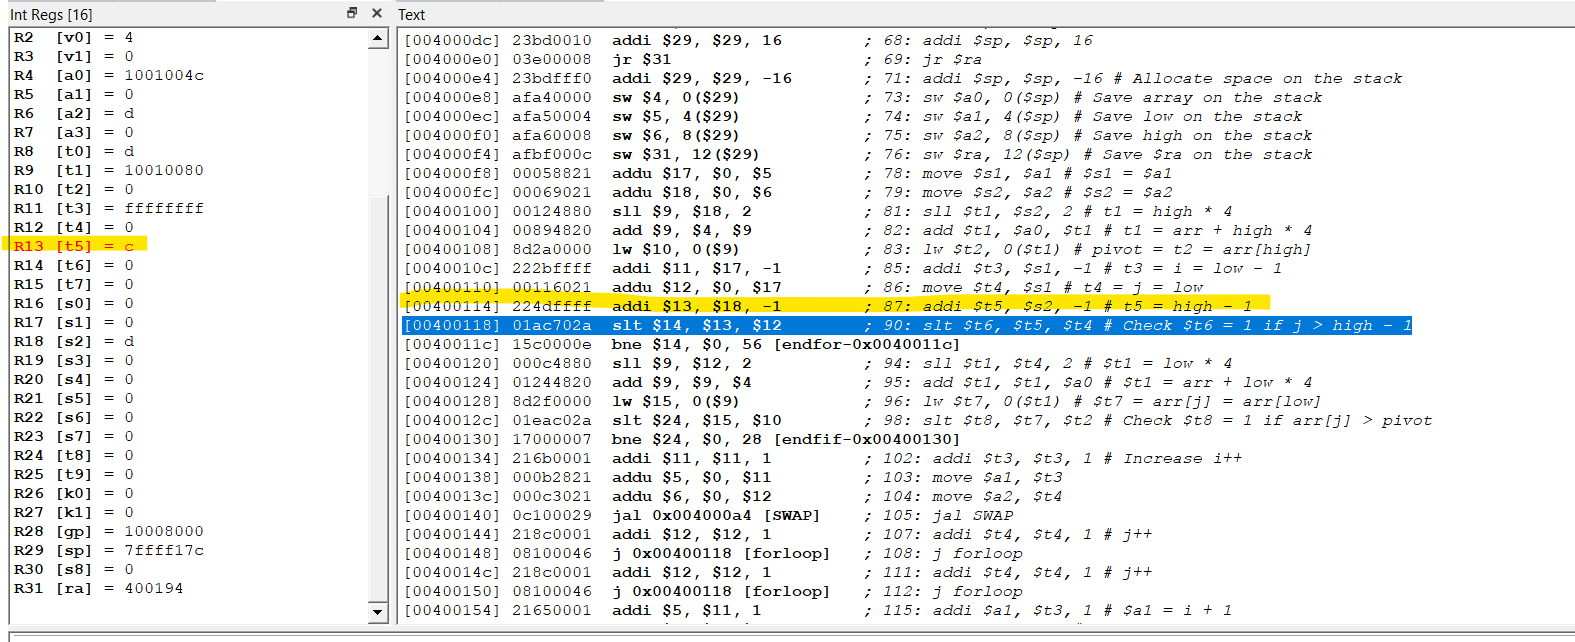 Int Regs [16]
R2 [v0] = 4
R3 [v1] = 0
R4 [a0] = 1001004c
R5 [a1] = 0
R6 [a2] = d
R7 [a3] = 0
R8 [t0] = d
R9 [t1] = 10010080
R10 [t2] = 0
R11 [t3] = ffffffff
R12 [t4] = 0
R13 [t5] = c
R14 [t6] = 0
R15 [t7] = 0
R16 [s0] = 0
R17 [s1] = 0
R18 [s2] = d
R19 [s3] = 0
R20 [s4] = 0
R21 [s5] = 0
R22 [s6] = 0
R23 [s7] = 0
R24 [t8] = 0
R25 [t9] = 0
R26 [k0] = 0
R27 [k1] = 0
R28 [gp] = 10008000
R29 [sp] = 7ffff17c
R30 [s8] = 0
R31 [ra] = 400194
Text
[004000dc] 23bd0010 addi $29, $29, 16 ; 68: addi $sp, $sp, 16
[004000e0] 03e00008 jr $31 ; 69: jr $ra
[004000e4] 23bdfff0 addi $29, $29, -16 ; 71: addi $sp, $sp, -16 # Allocate space on the stack
[004000e8] afa40000 sw $4, 0($29) ; 73: sw $a0, 0($sp) # Save array on the stack
[004000ec] afa50004 sw $5, 4($29) ; 74: sw $a1, 4($sp) # Save low on the stack
[004000f0] afa60008 sw $6, 8($29) ; 75: sw $a2, 8($sp) # Save high on the stack
[004000f4] afbf000c sw $31, 12($29) ; 76: sw $ra, 12($sp) # Save $ra on the stack
[004000f8] 00058821 addu $17, $0, $5 ; 78: move $s1, $a1 # $s1 = $a1
[004000fc] 00069021 addu $18, $0, $6 ; 79: move $s2, $a2 # $s2 = $a2
[00400100] 00124880 sll $9, $18, 2 ; 81: sll $t1, $s2, 2 # t1 = high * 4
[00400104] 00894820 add $9, $4, $9 ; 82: add $t1, $a0, $t1 # t1 = arr + high * 4
[00400108] 8d2a0000 lw $10, 0($9) ; 83: lw $t2, 0($t1) # pivot = t2 = arr[high]
[0040010c] 222bffff addi $11, $17, -1 ; 85: addi $t3, $s1, -1 # t3 = i = low - 1
[00400110] 00116021 addu $12, $0, $17 ; 86: move $t4, $s1 # t4 = j = low
[00400114] 224dffff addi $13, $18, -1 ; 87: addi $t5, $s2, -1 # t5 = high - 1
[00400118] 01ac702a slt $14, $13, $12 ; 90: slt $t6, $t5, $t4 # Check $t6 = 1 if j > high - 1
[0040011c] 15c0000e bne $14, $0, 56 [endfor-0x0040011c]
[00400120] 000c4880 sll $9, $12, 2 ; 94: sll $t1, $t4, 2 # $t1 = low * 4
[00400124] 01244820 add $9, $9, $4 ; 95: add $t1, $t1, $a0 # $t1 = arr + low * 4
[00400128] 8d2f0000 lw $15, 0($9) ; 96: lw $t7, 0($t1) # $t7 = arr[j] = arr[low]
[0040012c] 01eac02a slt $24, $15, $10 ; 98: slt $t8, $t7, $t2 # Check $t8 = 1 if arr[j] > pivot
[00400130] 17000007 bne $24, $0, 28 [endfif-0x00400130]
[00400134] 216b0001 addi $11, $11, 1 ; 102: addi $t3, $t3, 1 # Increase i++
[00400138] 000b2821 addu $5, $0, $11 ; 103: move $a1, $t3
[0040013c] 000c3021 addu $6, $0, $12 ; 104: move $a2, $t4
[00400140] 0c100029 jal 0x004000a4 [SWAP] ; 105: jal SWAP
[00400144] 218c0001 addi $12, $12, 1 ; 107: addi $t4, $t4, 1 # j++
[00400148] 08100046 j 0x00400118 [forloop] ; 108: j forloop
[0040014c] 218c0001 addi $12, $12, 1 ; 111: addi $t4, $t4, 1 # j++
[00400150] 08100046 j 0x00400118 [forloop] ; 112: j forloop
[00400154] 21650001 addi $5, $11, 1 ; 115: addi $a1, $t3, 1 # $a1 = i + 1